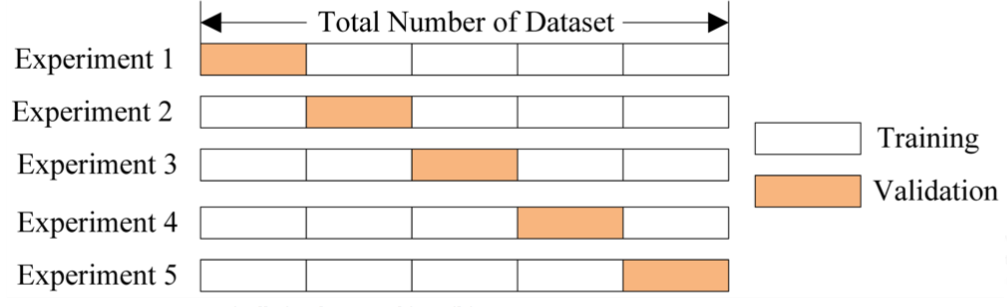 Total Number of Dataset
Experiment 1
Experiment 2
Experiment 3
Experiment 4
Experiment 5
Training
Validation